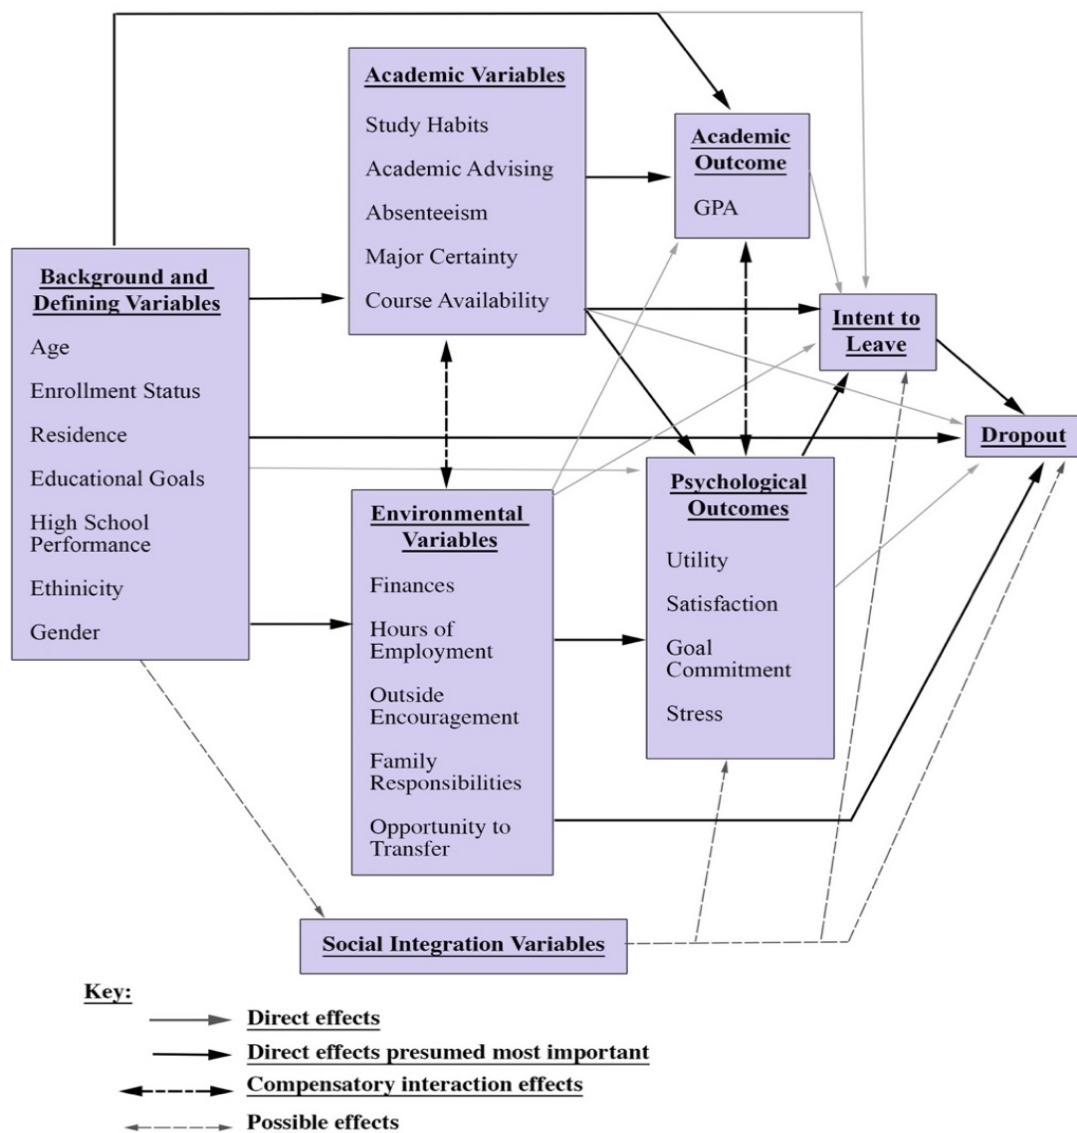 Academic Variables
Study Habits
Academic Advising
Absenteeism
Major Certainty
Course Availability
Academic
Outcome
GPA
Background and
Defining Variables
Age
Enrollment Status
Residence
Educational Goals
High School
Performance
Ethinicity
Gender
Intent to
Leave
Dropout
Environmental
Variables
Finances
Hours of
Employment
Outside
Encouragement
Family
Responsibilities
Opportunity to
Transfer
Psychological
Outcomes
Utility
Satisfaction
Goal
Commitment
Stress
Social Integration Variables
Key:
Direct effects
Direct effects presumed most important
Compensatory interaction effects
Possible effects